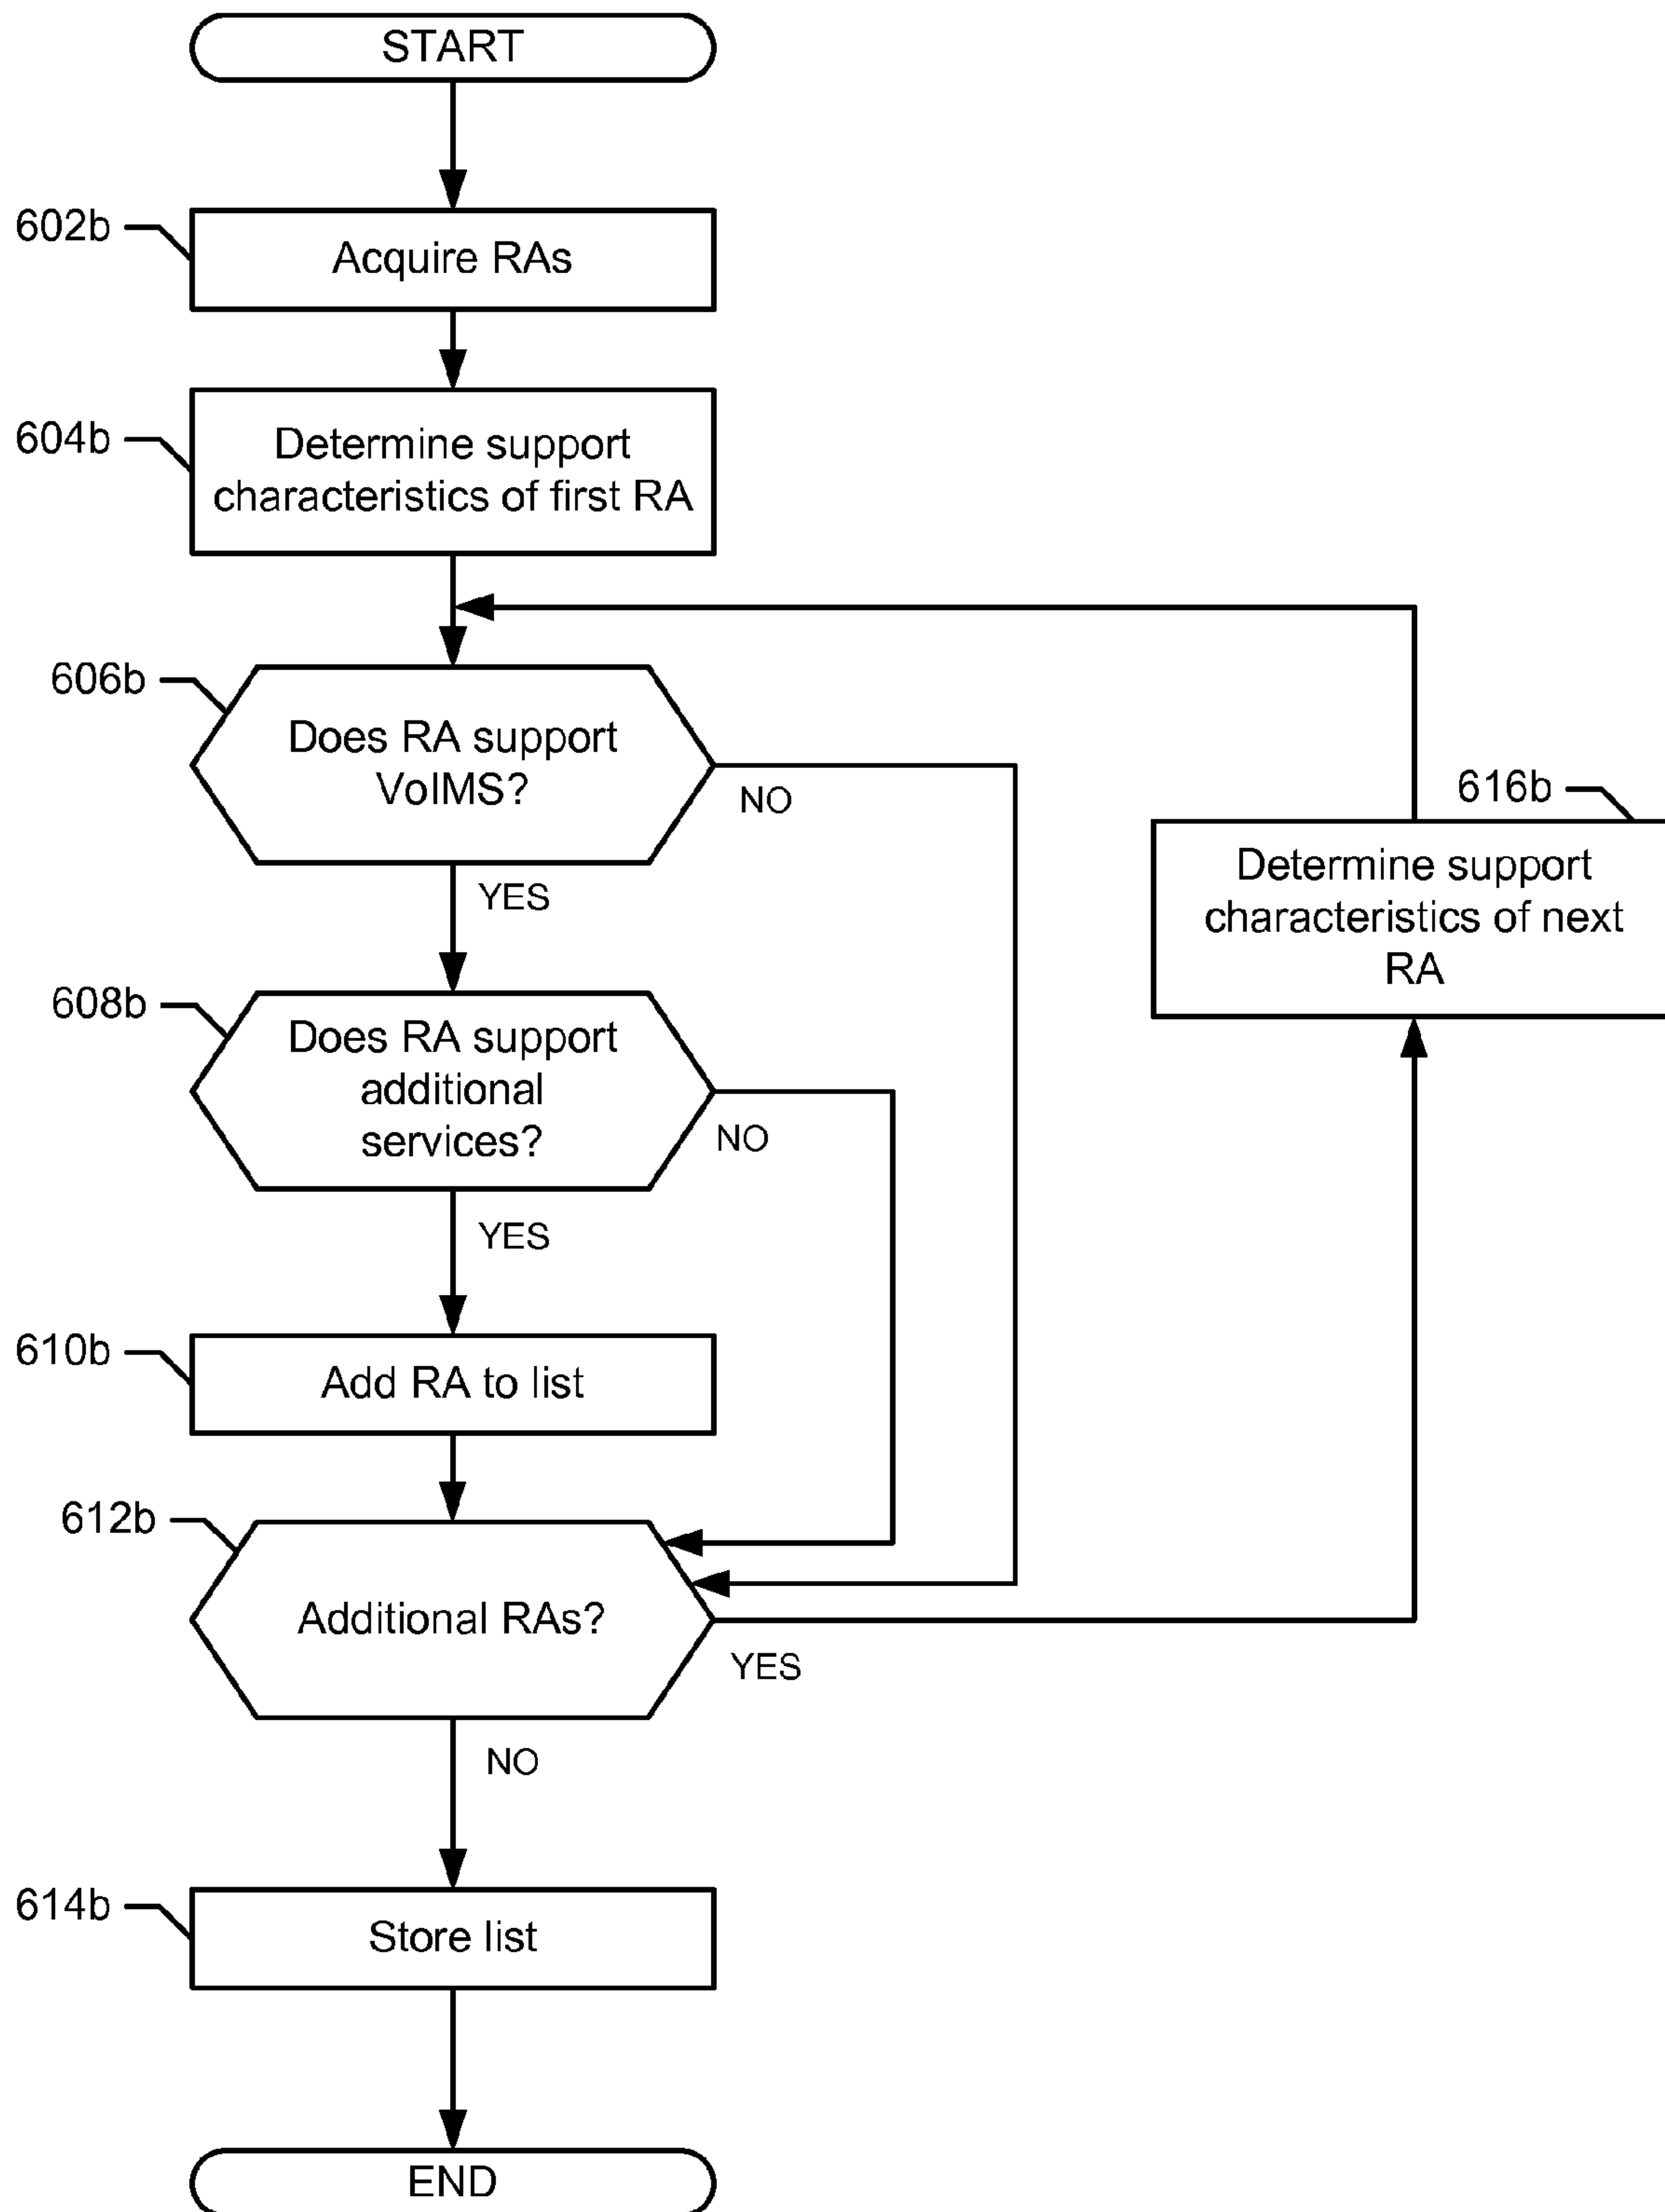 START
602b
Acquire RAs
604b
Determine support
characteristics of first RA
606b
Does RA support
VoIMS?
NO
YES
616b
Determine support
characteristics of next
RA
608b
Does RA support
additional
services?
NO
YES
610b
Add RA to list
612b
Additional RAs?
YES
NO
614b
Store list
END